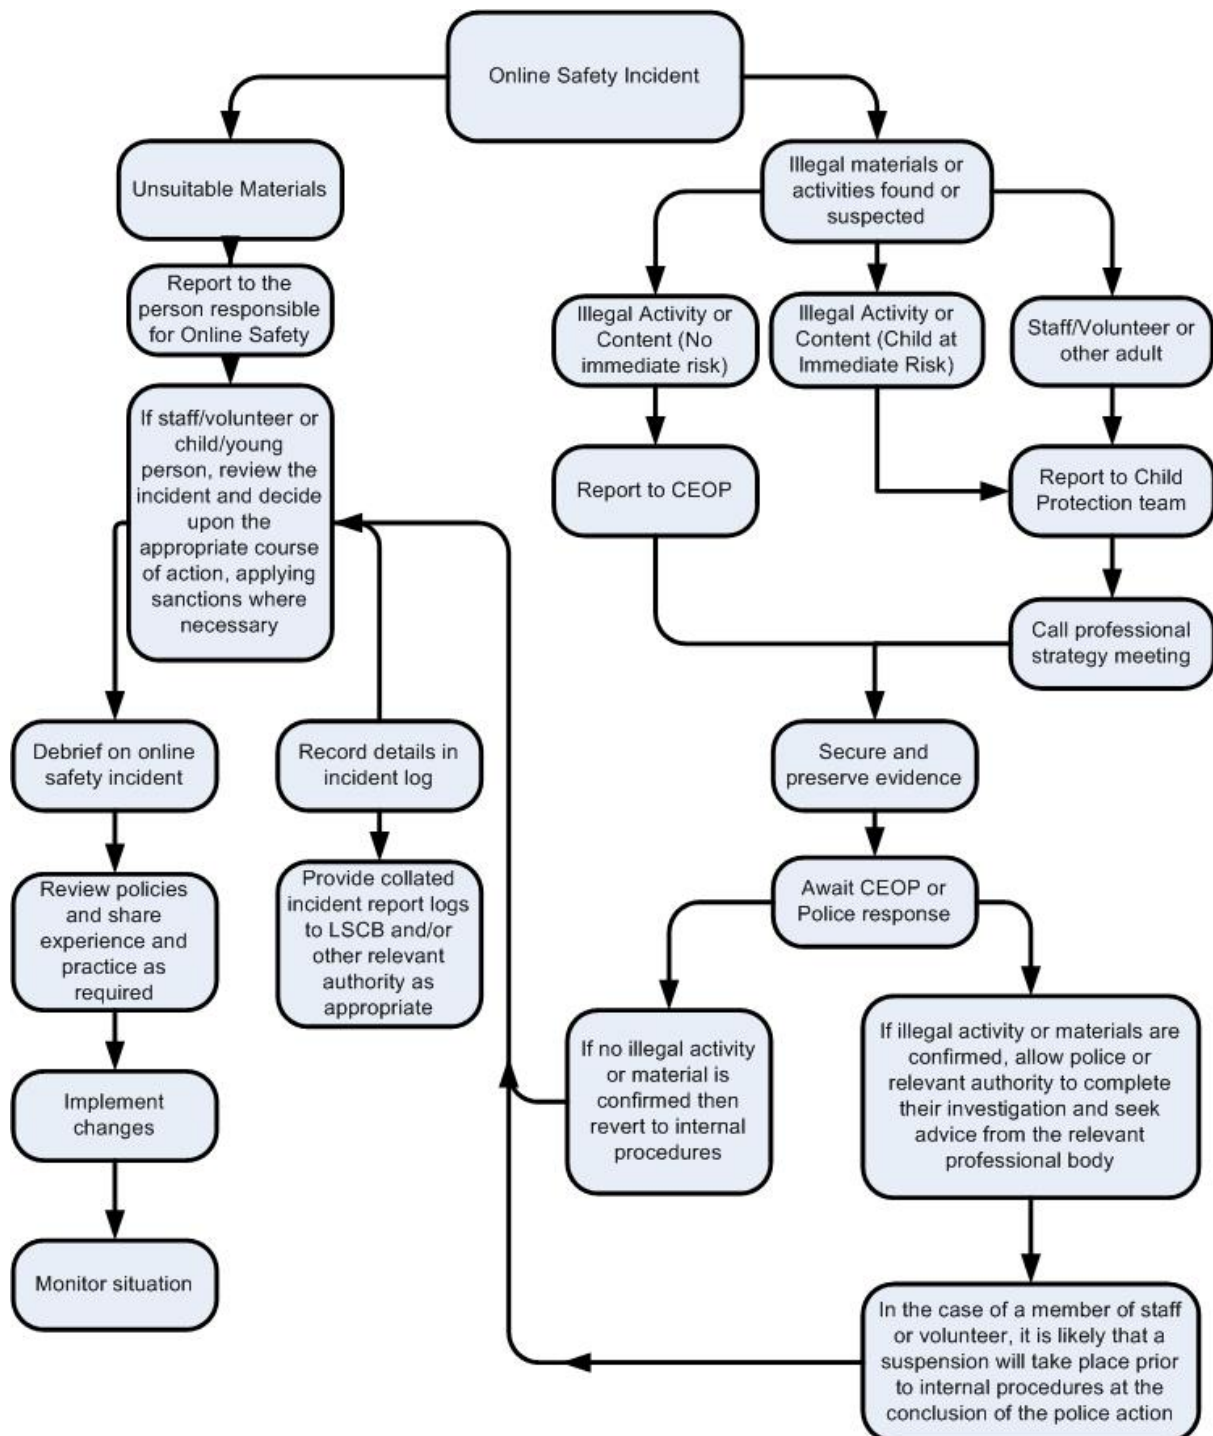 Online Safety Incident
Unsuitable Materials
Report to the
person responsible
for Online Safety
If staff/volunteer or
child/young
person, review the
incident and decide
upon the
appropriate course
of action, applying
sanctions where
necessary
Debrief on online
safety incident
Review policies
and share
experience and
practice as
required
Implement
changes
Monitor situation
Record details in
incident log
Provide collated
incident report logs
to LSCB and/or
other relevant
authority as
appropriate
Illegal materials or
activities found or
suspected
Illegal Activity or
Content (No
immediate risk)
Illegal Activity or
Content (Child at
Immediate Risk)
Staff/Volunteer or
other adult
Report to CEOP
Report to Child
Protection team
Call professional
strategy meeting
Secure and
preserve evidence
Await CEOP or
Police response
If no illegal activity
or material is
confirmed then
revert to internal
procedures
If illegal activity or materials are
confirmed, allow police or
relevant authority to complete
their investigation and seek
advice from the relevant
professional body
In the case of a member of staff
or volunteer, it is likely that a
suspension will take place prior
to internal procedures at the
conclusion of the police action